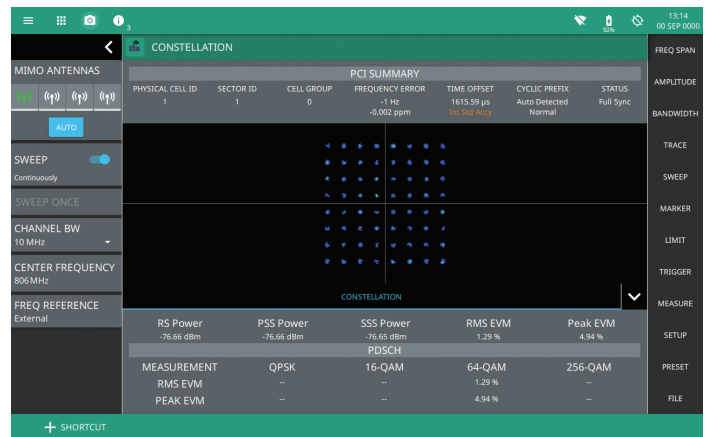 3
92%
13:14
00 SEP 0000
lte CONSTELLATION
FREQ SPAN
MIMO ANTENNAS
AUTO
SWEEP
Continuously
SWEEP ONCE
CHANNEL BW
10 MHz
CENTER FREQUENCY
806 MHz
FREQ REFERENCE
External
PCI SUMMARY
PHYSICAL CELL ID SECTOR ID CELL GROUP FREQUENCY ERROR TIME OFFSET CYCLIC PREFIX STATUS
1 1 0 -1 Hz 1615.59 µs Auto Detected Full Sync
-0.002 ppm Int Std Accy Normal
CONSTELLATION
RS Power PSS Power SSS Power RMS EVM Peak EVM
-76.66 dBm -76.66 dBm -76.65 dBm 1.29 % 4.94 %
PDSCH
MEASUREMENT QPSK 16-QAM 64-QAM 256-QAM
RMS EVM -- -- 1.29 % --
PEAK EVM -- -- 4.94 % --
AMPLITUDE
BANDWIDTH
TRACE
SWEEP
MARKER
LIMIT
TRIGGER
MEASURE
SETUP
PRESET
FILE
+ SHORTCUT